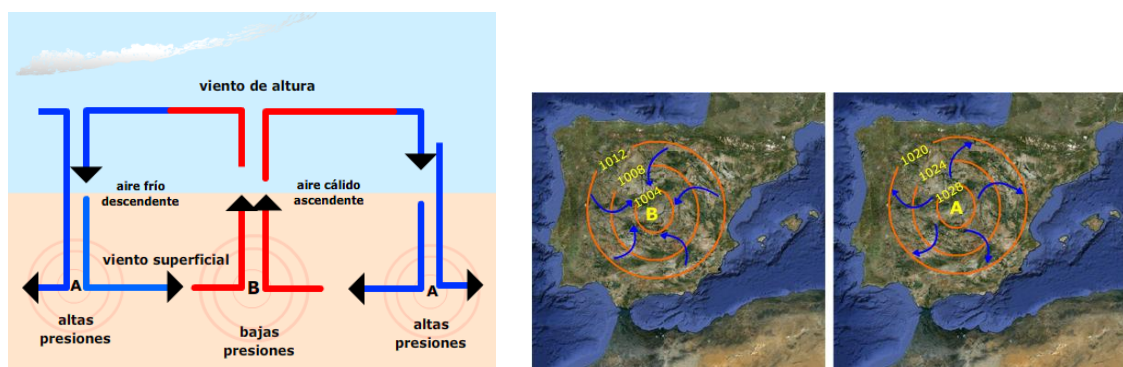 viento de altura
aire frío
descendente
aire cálido
ascendente
viento superficial
A
B
A
altas
presiones
bajas
presiones
altas
presiones
1012
1008
1004
B
1020
1024
1028
A